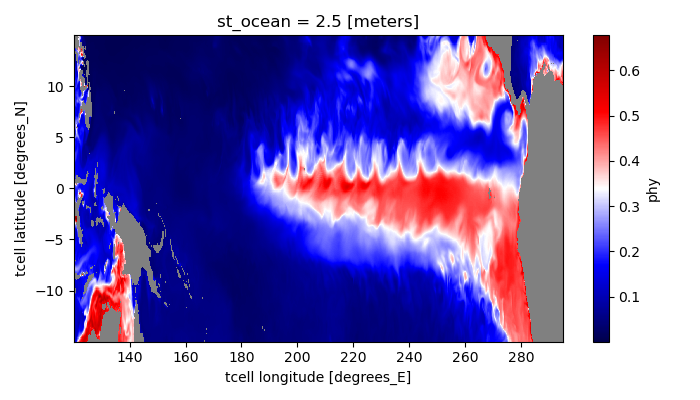 st_ocean = 2.5 [meters]
10
5
0
−5
−10
tcell latitude [degrees_N]
140 160 180 200 220 240 260 280
tcell longitude [degrees_E]
0.6
0.5
0.4
0.3
0.2
0.1
phy